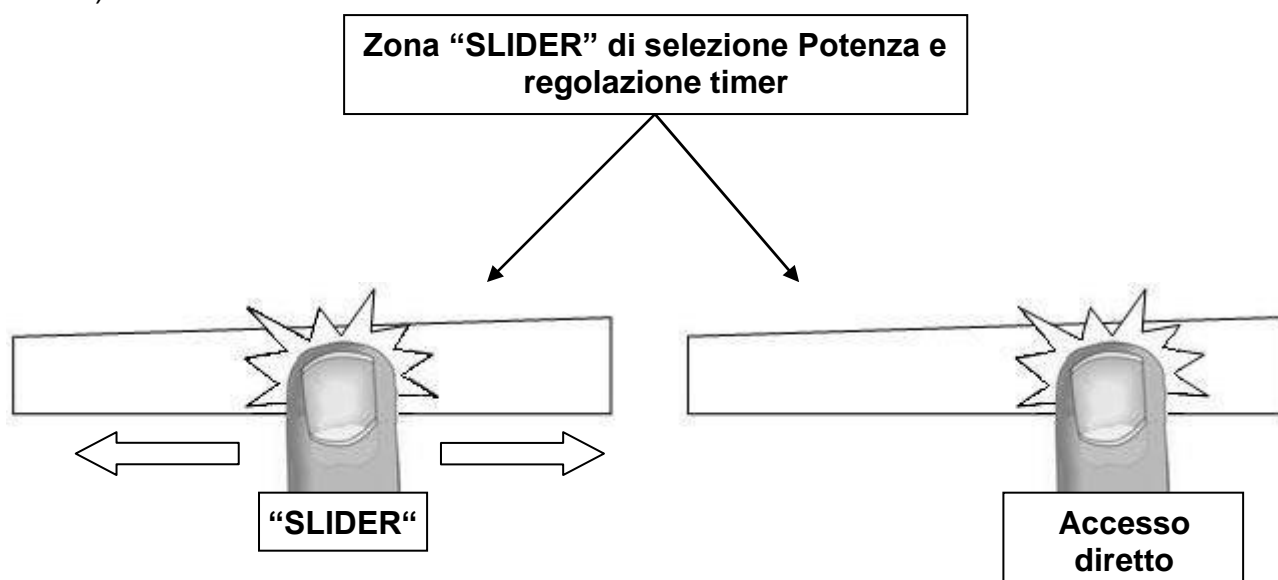 Zona “SLIDER” di selezione Potenza e
regolazione timer
“SLIDER“
Accesso
diretto